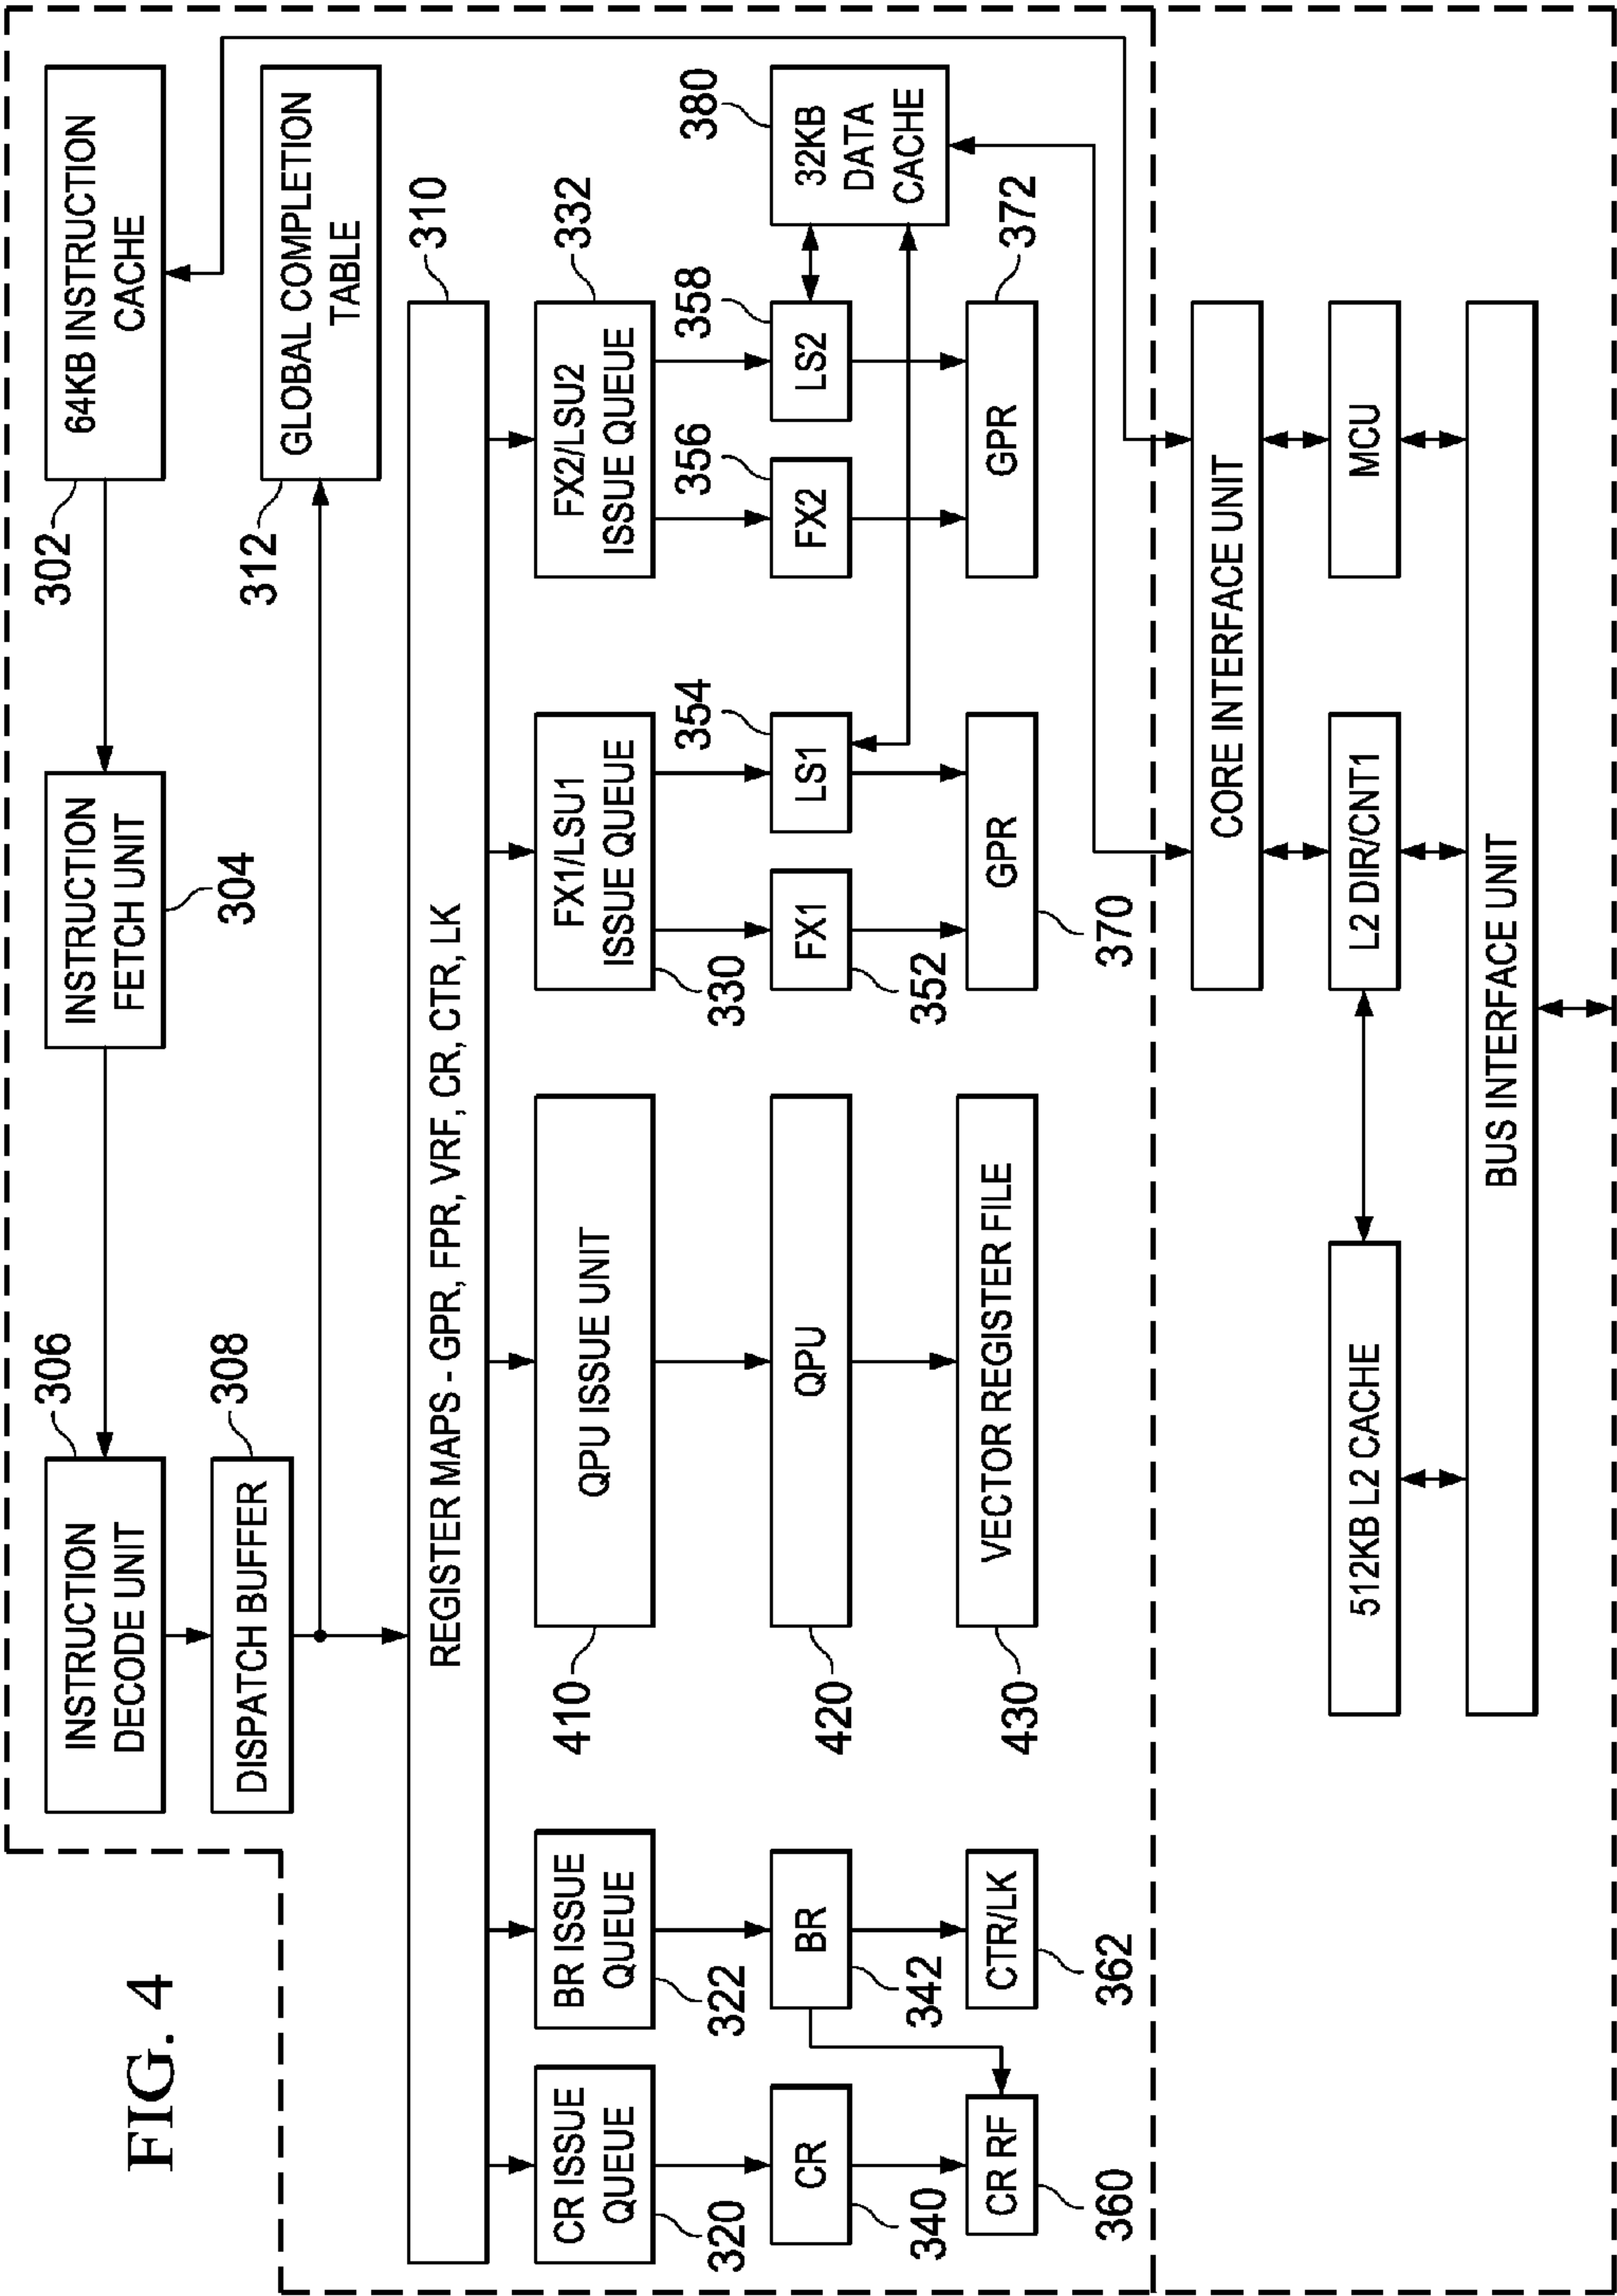 FIG. 4
306
INSTRUCTION
DECODE UNIT
INSTRUCTION
FETCH UNIT
304
302
64KB INSTRUCTION
CACHE
308
DISPATCH BUFFER
312
GLOBAL COMPLETION
TABLE
REGISTER MAPS - GPR, FPR, VRF, CR, CTR, LK
310
CR ISSUE
QUEUE
320
BR ISSUE
QUEUE
322
QPU ISSUE UNIT
410
FX1/LSU1
ISSUE QUEUE
330
FX2/LSU2
ISSUE QUEUE
332
CR
340
BR
342
QPU
420
FX1
352
LS1
354
FX2
356
LS2
358
32KB
DATA
CACHE
380
CR RF
360
CTR/LK
362
VECTOR REGISTER FILE
430
GPR
370
GPR
372
CORE INTERFACE UNIT
512KB L2 CACHE
L2 DIR/CNT1
MCU
BUS INTERFACE UNIT